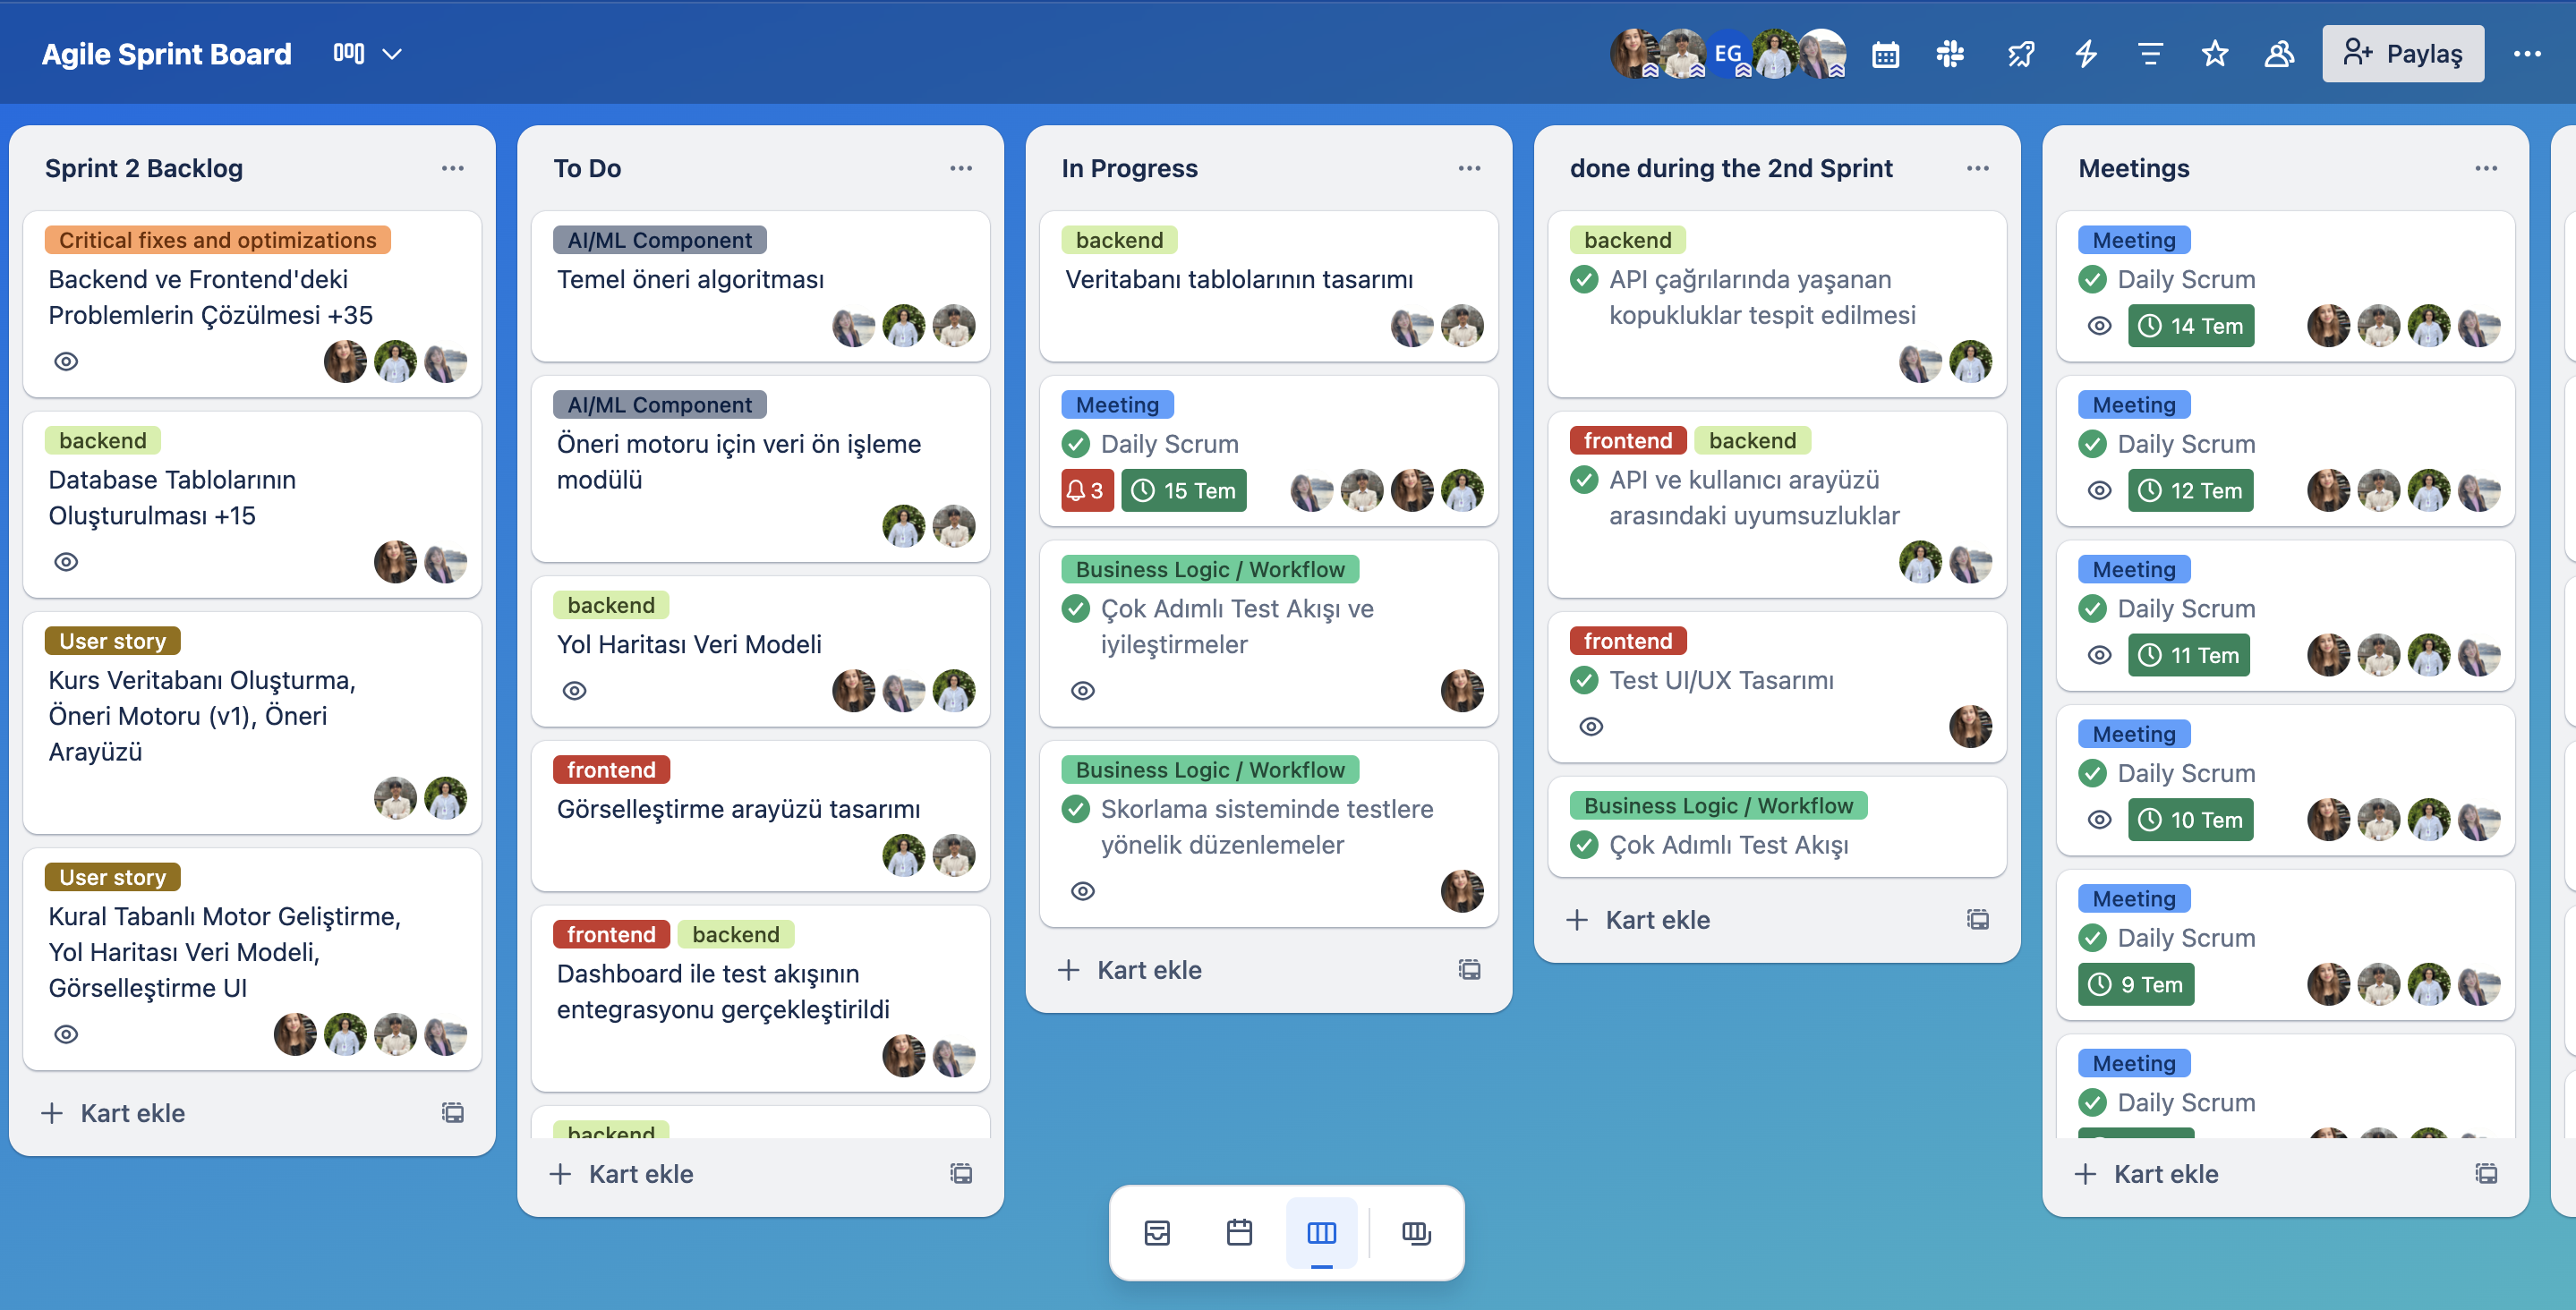 Agile Sprint Board
EG
Paylaş
Sprint 2 Backlog
Critical fixes and optimizations
Backend ve Frontend'deki
Problemlerin Çözülmesi +35
backend
Database Tablolarının
Oluşturulması +15
User story
Kurs Veritabanı Oluşturma,
Öneri Motoru (v1), Öneri
Arayüzü
User story
Kural Tabanlı Motor Geliştirme,
Yol Haritası Veri Modeli,
Görselleştirme UI
Kart ekle
To Do
AI/ML Component
Temel öneri algoritması
AI/ML Component
Öneri motoru için veri ön işleme
modülü
backend
Yol Haritası Veri Modeli
frontend
Görselleştirme arayüzü tasarımı
frontend backend
Dashboard ile test akışının
entegrasyonu gerçekleştirildi
backend
Kart ekle
In Progress
backend
Veritabanı tablolarının tasarımı
Meeting
Daily Scrum
3 15 Tem
Business Logic / Workflow
Çok Adımlı Test Akışı ve
iyileştirmeler
Business Logic / Workflow
Skorlama sisteminde testlere
yönelik düzenlemeler
Kart ekle
done during the 2nd Sprint
backend
API çağrılarında yaşanan
kopukluklar tespit edilmesi
frontend backend
API ve kullanıcı arayüzü
arasındaki uyumsuzluklar
frontend
Test UI/UX Tasarımı
Business Logic / Workflow
Çok Adımlı Test Akışı
Kart ekle
Meetings
Meeting
Daily Scrum
14 Tem
Meeting
Daily Scrum
12 Tem
Meeting
Daily Scrum
11 Tem
Meeting
Daily Scrum
10 Tem
Meeting
Daily Scrum
9 Tem
Meeting
Daily Scrum
Kart ekle